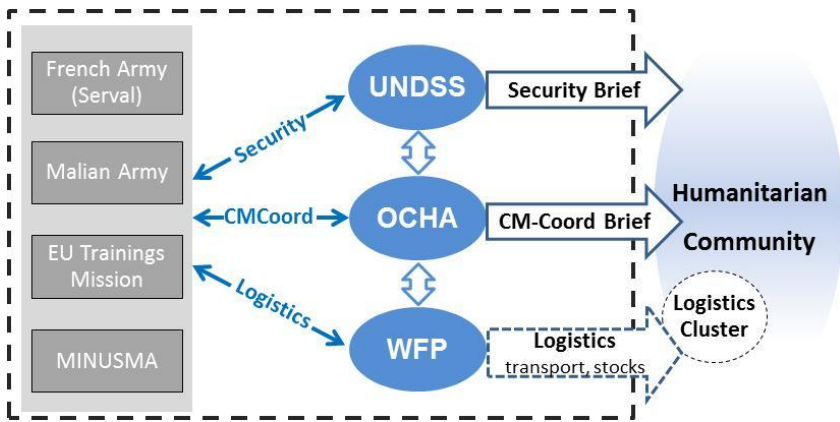 French Army
(Serval)
Malian Army
EU Trainings
Mission
MINUSMA
Security
CMCoord
Logistics
UNDSS
OCHA
WFP
Security Brief
CM-Coord Brief
Logistics
transport, stocks
Humanitarian
Community
Logistics
Cluster